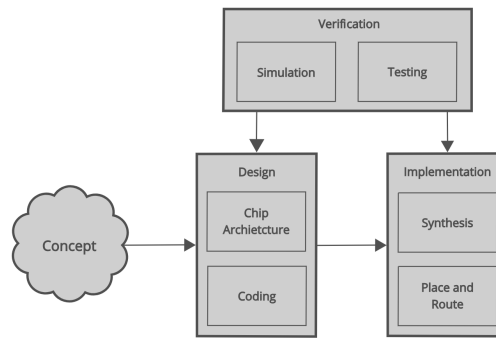 Verification
Simulation
Testing
Design
Implementation
Chip
Archietcture
Synthesis
Concept
Coding
Place and
Route